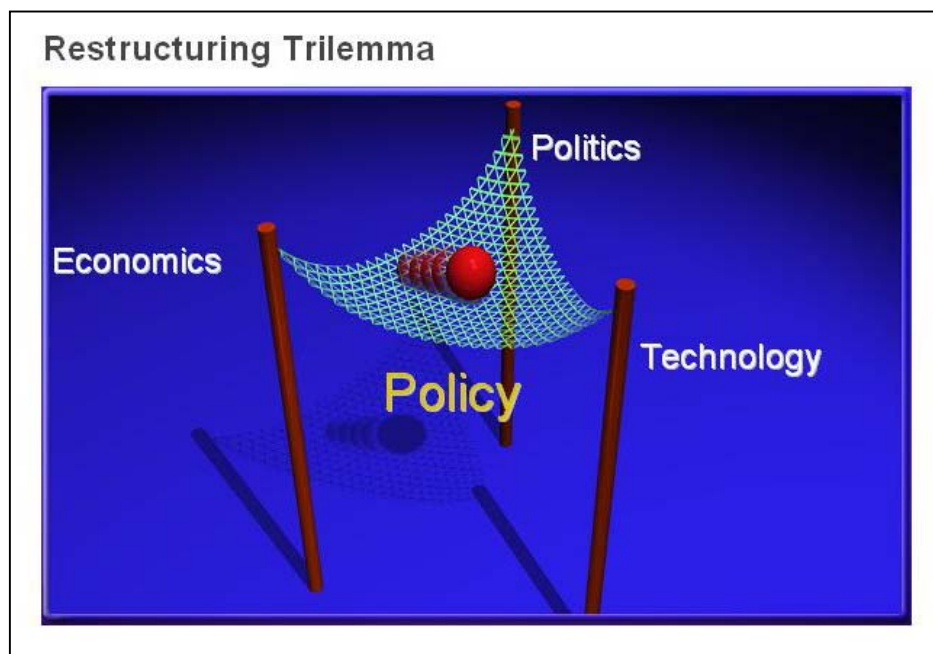 Restructuring Trilemma
Politics
Economics
Technology
Policy